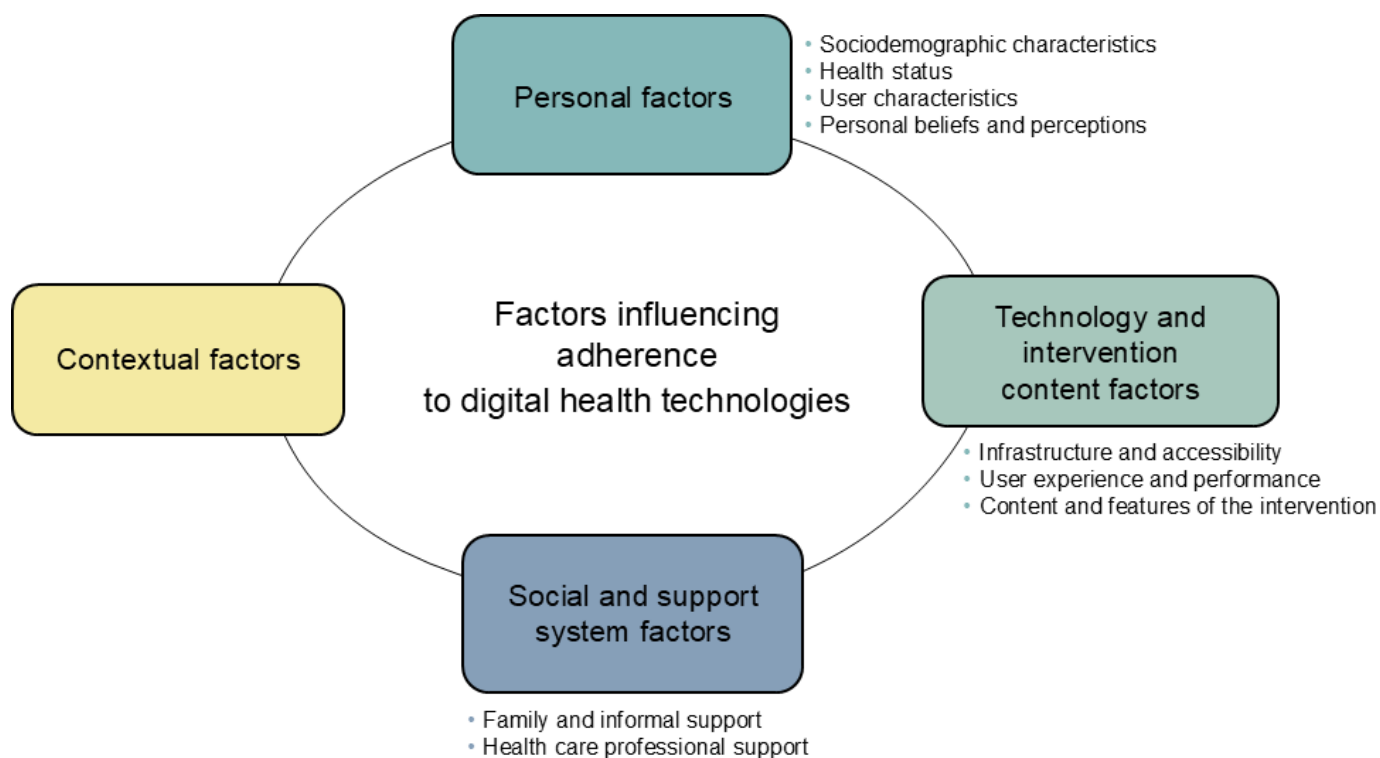 Personal factors
• Sociodemographic characteristics
• Health status
• User characteristics
• Personal beliefs and perceptions
Contextual factors
Factors influencing
adherence
to digital health technologies
Technology and
intervention
content factors
• Infrastructure and accessibility
• User experience and performance
• Content and features of the intervention
Social and support
system factors
• Family and informal support
• Health care professional support